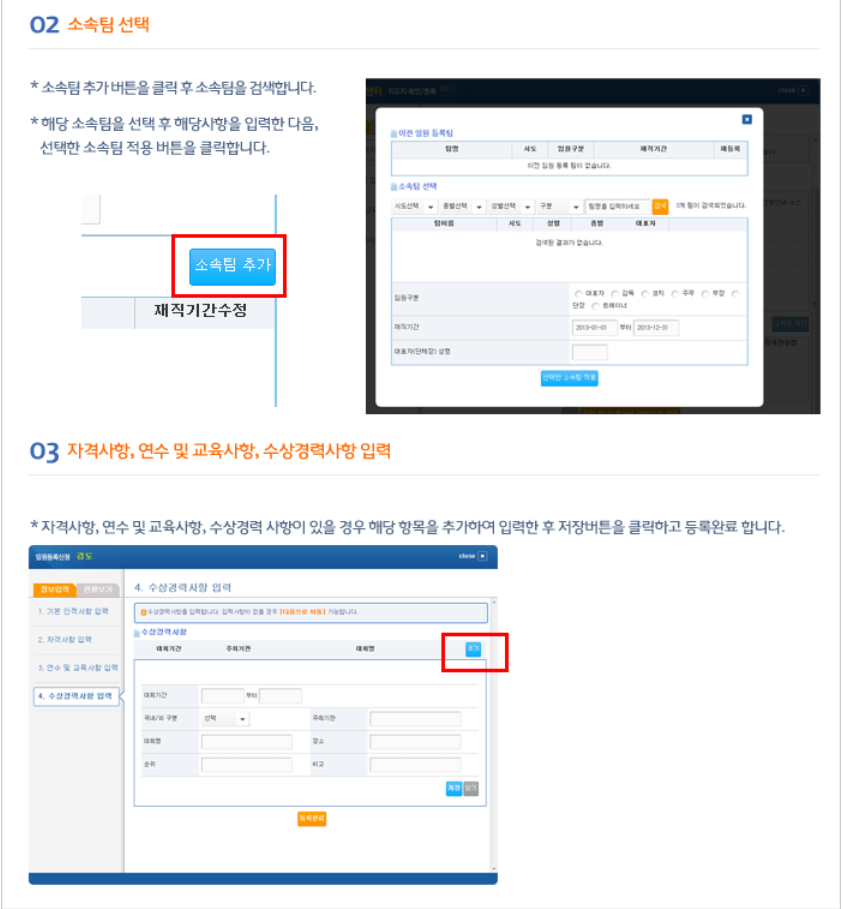 02 소속팀 선택
* 소속팀 추가 버튼을 클릭 후 소속팀을 검색합니다.
* 해당 소속팀을 선택 후 해당사항을 입력한 다음,
선택한 소속팀 적용 버튼을 클릭합니다.
소속팀 추가
재직기간수정
센터 지도자 확인/등록
close
이전 임원 등록팀
팀명 시도 임원구분 재직기간 재등록
이전 임원 등록 팀이 없습니다.
소속팀 선택
시도선택 종별선택 성별선택 구분 팀명을 입력하세요 검색 0개 팀이 검색되었습니다.
팀이름 시도 성별 종별 대표자
검색된 결과가 없습니다.
임원구분 대표자 감독 코치 주무 부장
단장 트레이너
재직기간 2013-01-01 부터 2013-12-31
대표자(단체장) 성명
선택한 소속팀 적용
03 자격사항, 연수 및 교육사항, 수상경력사항 입력
* 자격사항, 연수 및 교육사항, 수상경력 사항이 있을 경우 해당 항목을 추가하여 입력한 후 저장버튼을 클릭하고 등록완료 합니다.
임원등록신청 검도 close
정보입력 전활보기
4. 수상경력사항 입력
1. 기본 인적사항 입력
수상경력사항을 입력합니다. 입력사항이 없을 경우 [다음으로 이동] 가능합니다.
2. 자격사항 입력
3. 연수 및 교육사항 입력
4. 수상경력사항 입력
수상경력사항
대회기간 주최기관 대회명 추가
대회기간 부터
국내/외 구분 선택 주최기관
대회명 장소
순위 비고
저장 닫기
등록완료